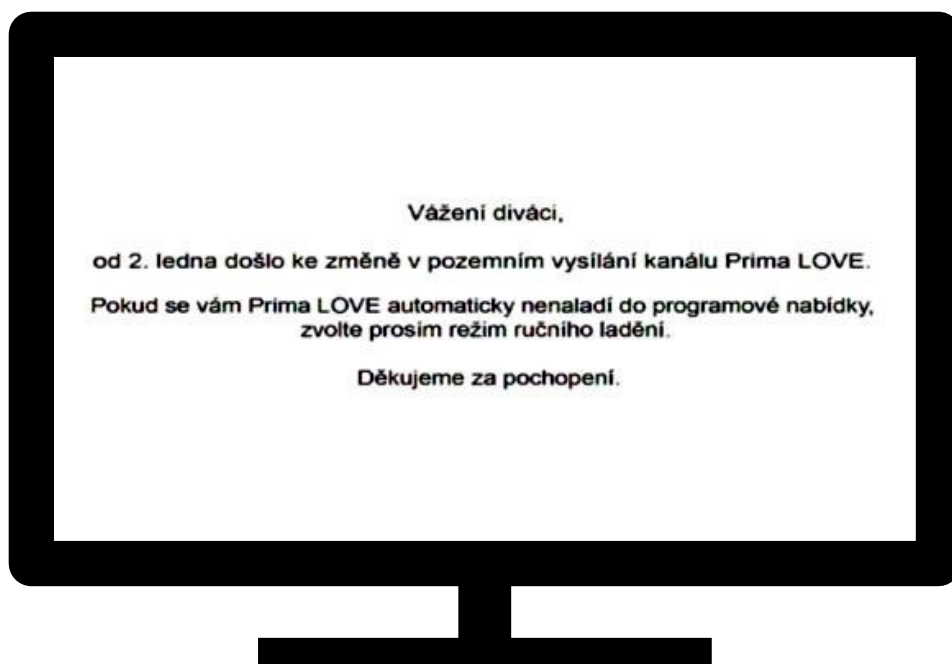 Vážení diváci,
od 2. ledna došlo ke změně v pozemním vysílání kanálu Prima LOVE.
Pokud se vám Prima LOVE automaticky nenaladí do programové nabídky,
zvolte prosím režim ručního ladění.
Děkujeme za pochopení.